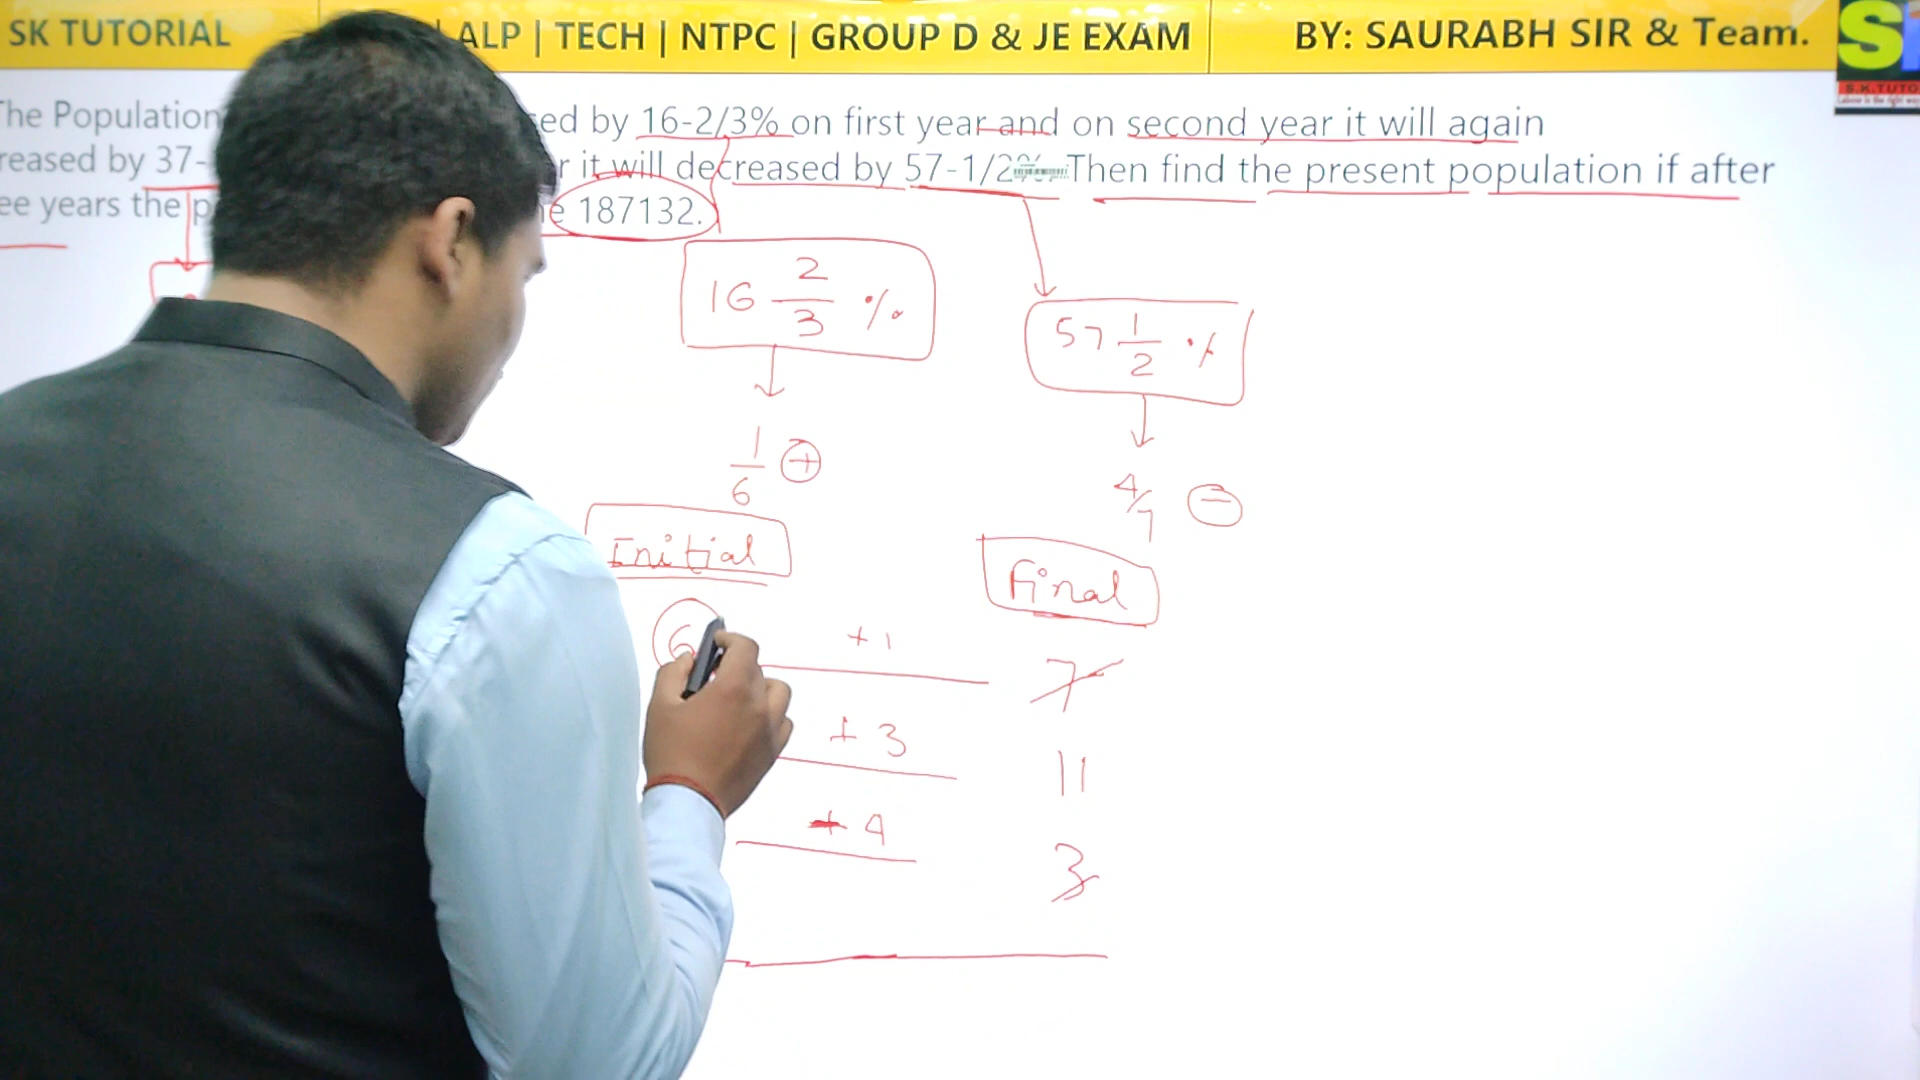 SK TUTORIAL | ALP | TECH | NTPC | GROUP D & JE EXAM BY: SAURABH SIR & Team.
S.K.TUTO
The Population ed by 16-2/3% on first year and on second year it will again
reased by 37- r it will decreased by 57-1/2% Then find the present population if after
ee years the p e 187132.
16 2/3 %
57 1/2 %
1/6 +
4/7 −
Initial
Final
6 +1 7
+ 3 11
4 3